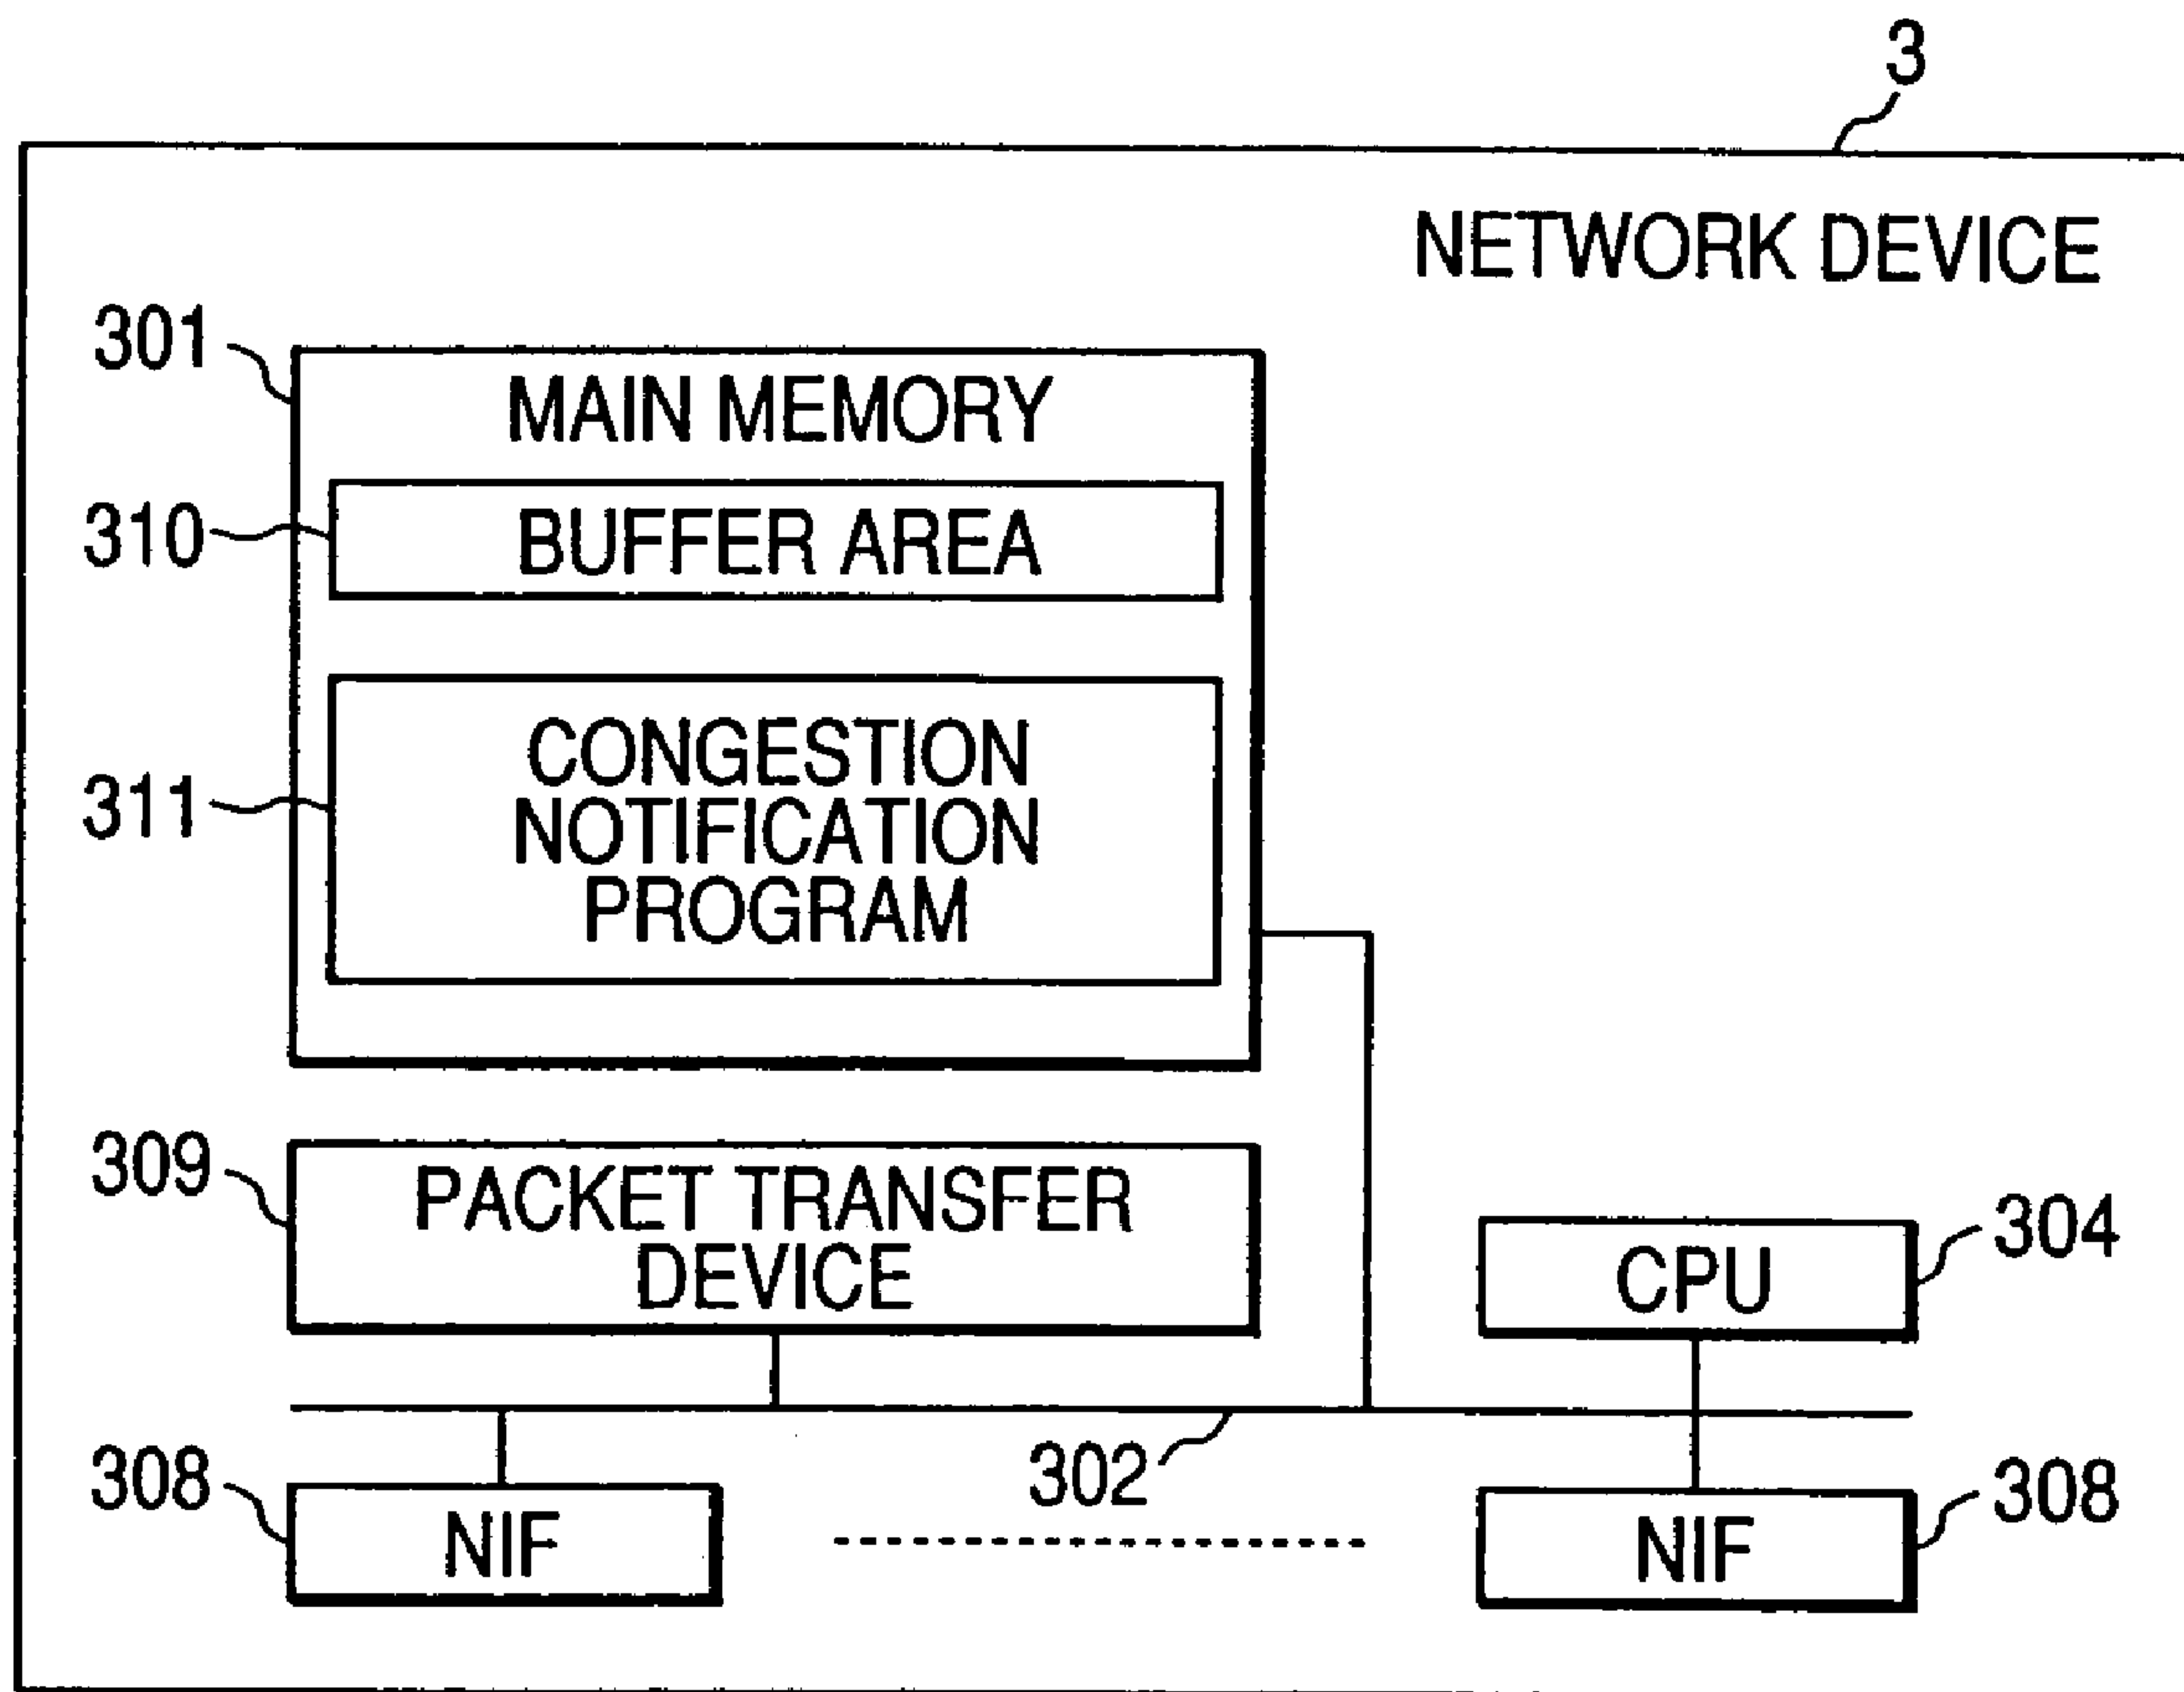 3
NETWORK DEVICE
301
MAIN MEMORY
310
BUFFER AREA
311
CONGESTION
NOTIFICATION
PROGRAM
309
PACKET TRANSFER
DEVICE
304
CPU
302
308
NIF
308
NIF